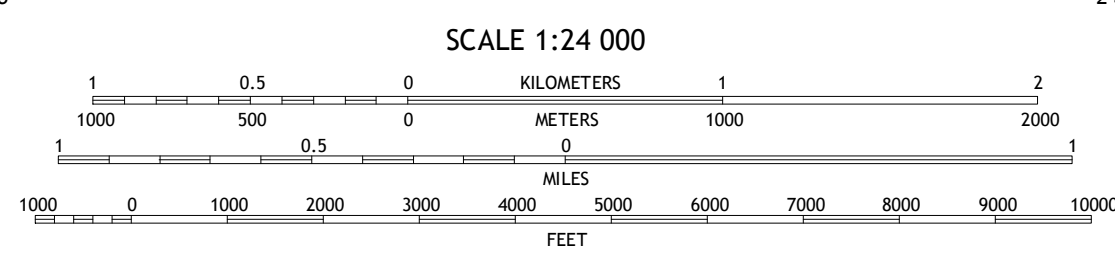 SCALE 1:24 000
1 0.5 0 KILOMETERS 1 2
1000 500 0 METERS 1000 2000
1 0.5 0 1
MILES
1000 0 1000 2000 3000 4000 5000 6000 7000 8000 9000 10000
FEET